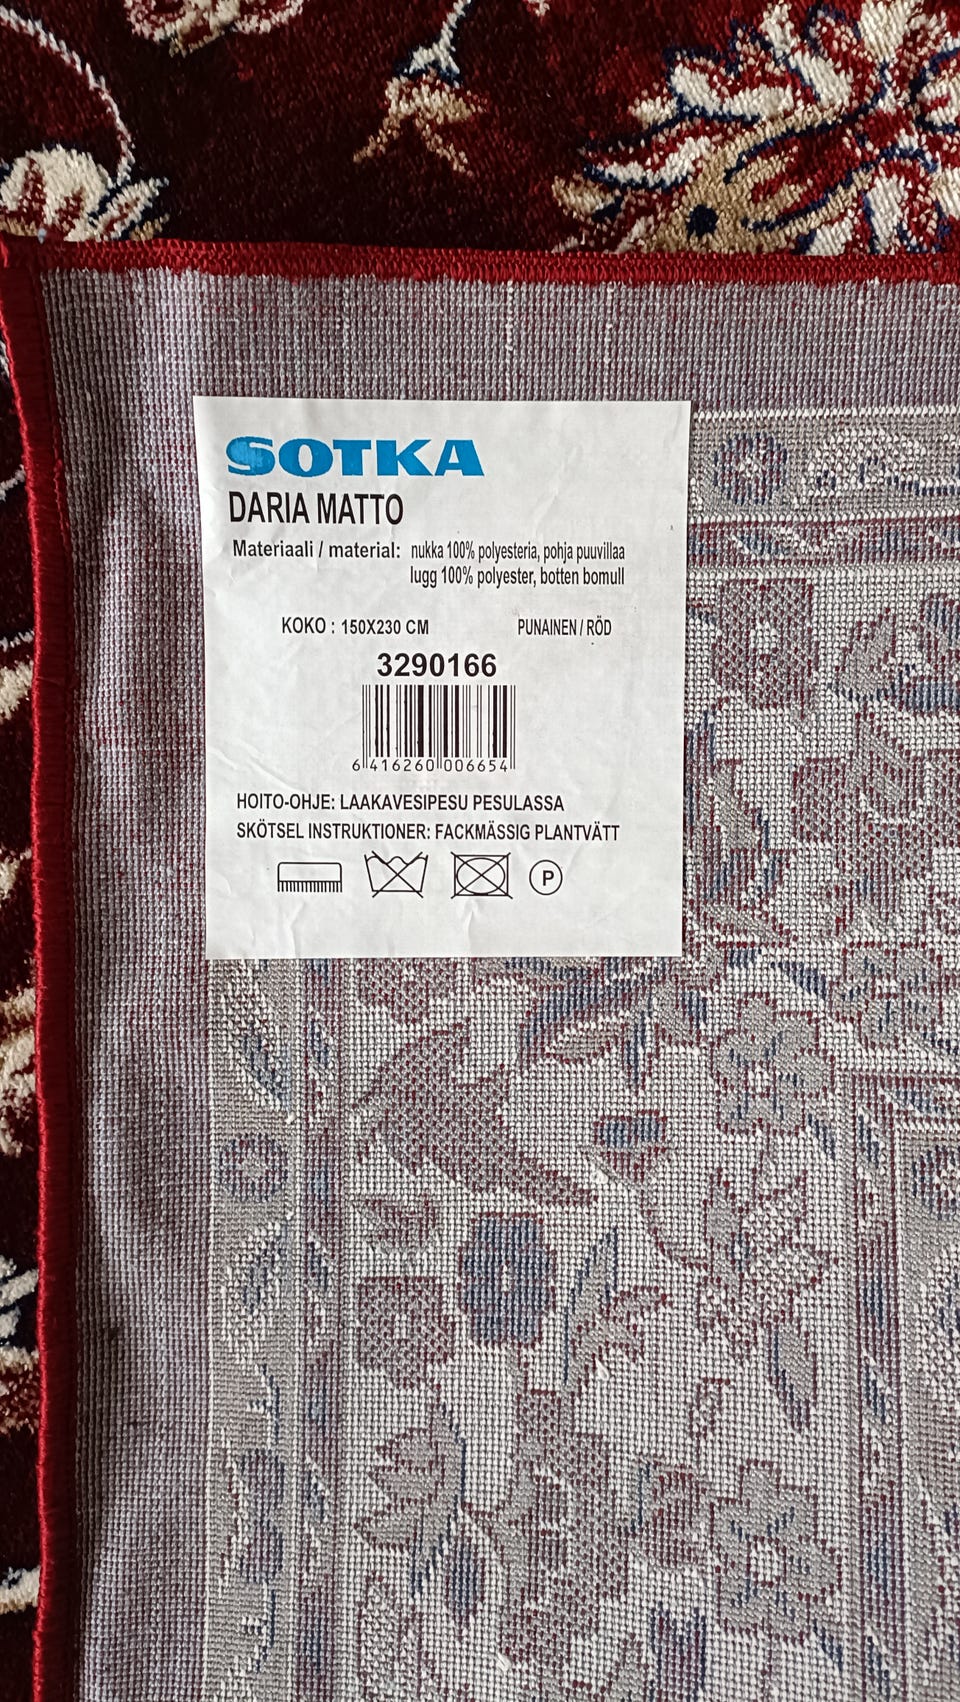 SOTKA
DARIA MATTO
Materiaali / material: nukka 100% polyesteria, pohja puuvillaa
lugg 100% polyester, botten bomull
KOKO : 150X230 CM PUNAINEN / RÖD
3290166
6 416260 006654
HOITO-OHJE: LAAKAVESIPESU PESULASSA
SKÖTSEL INSTRUKTIONER: FACKMÄSSIG PLANTVÄTT
P